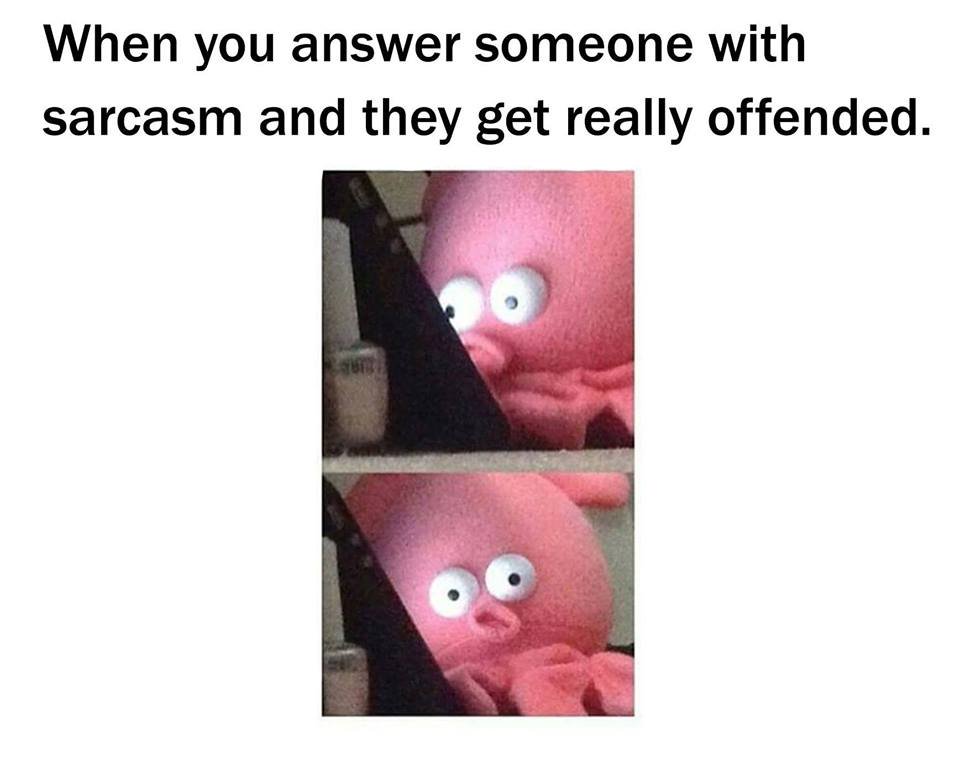 When you answer someone with
sarcasm and they get really offended.